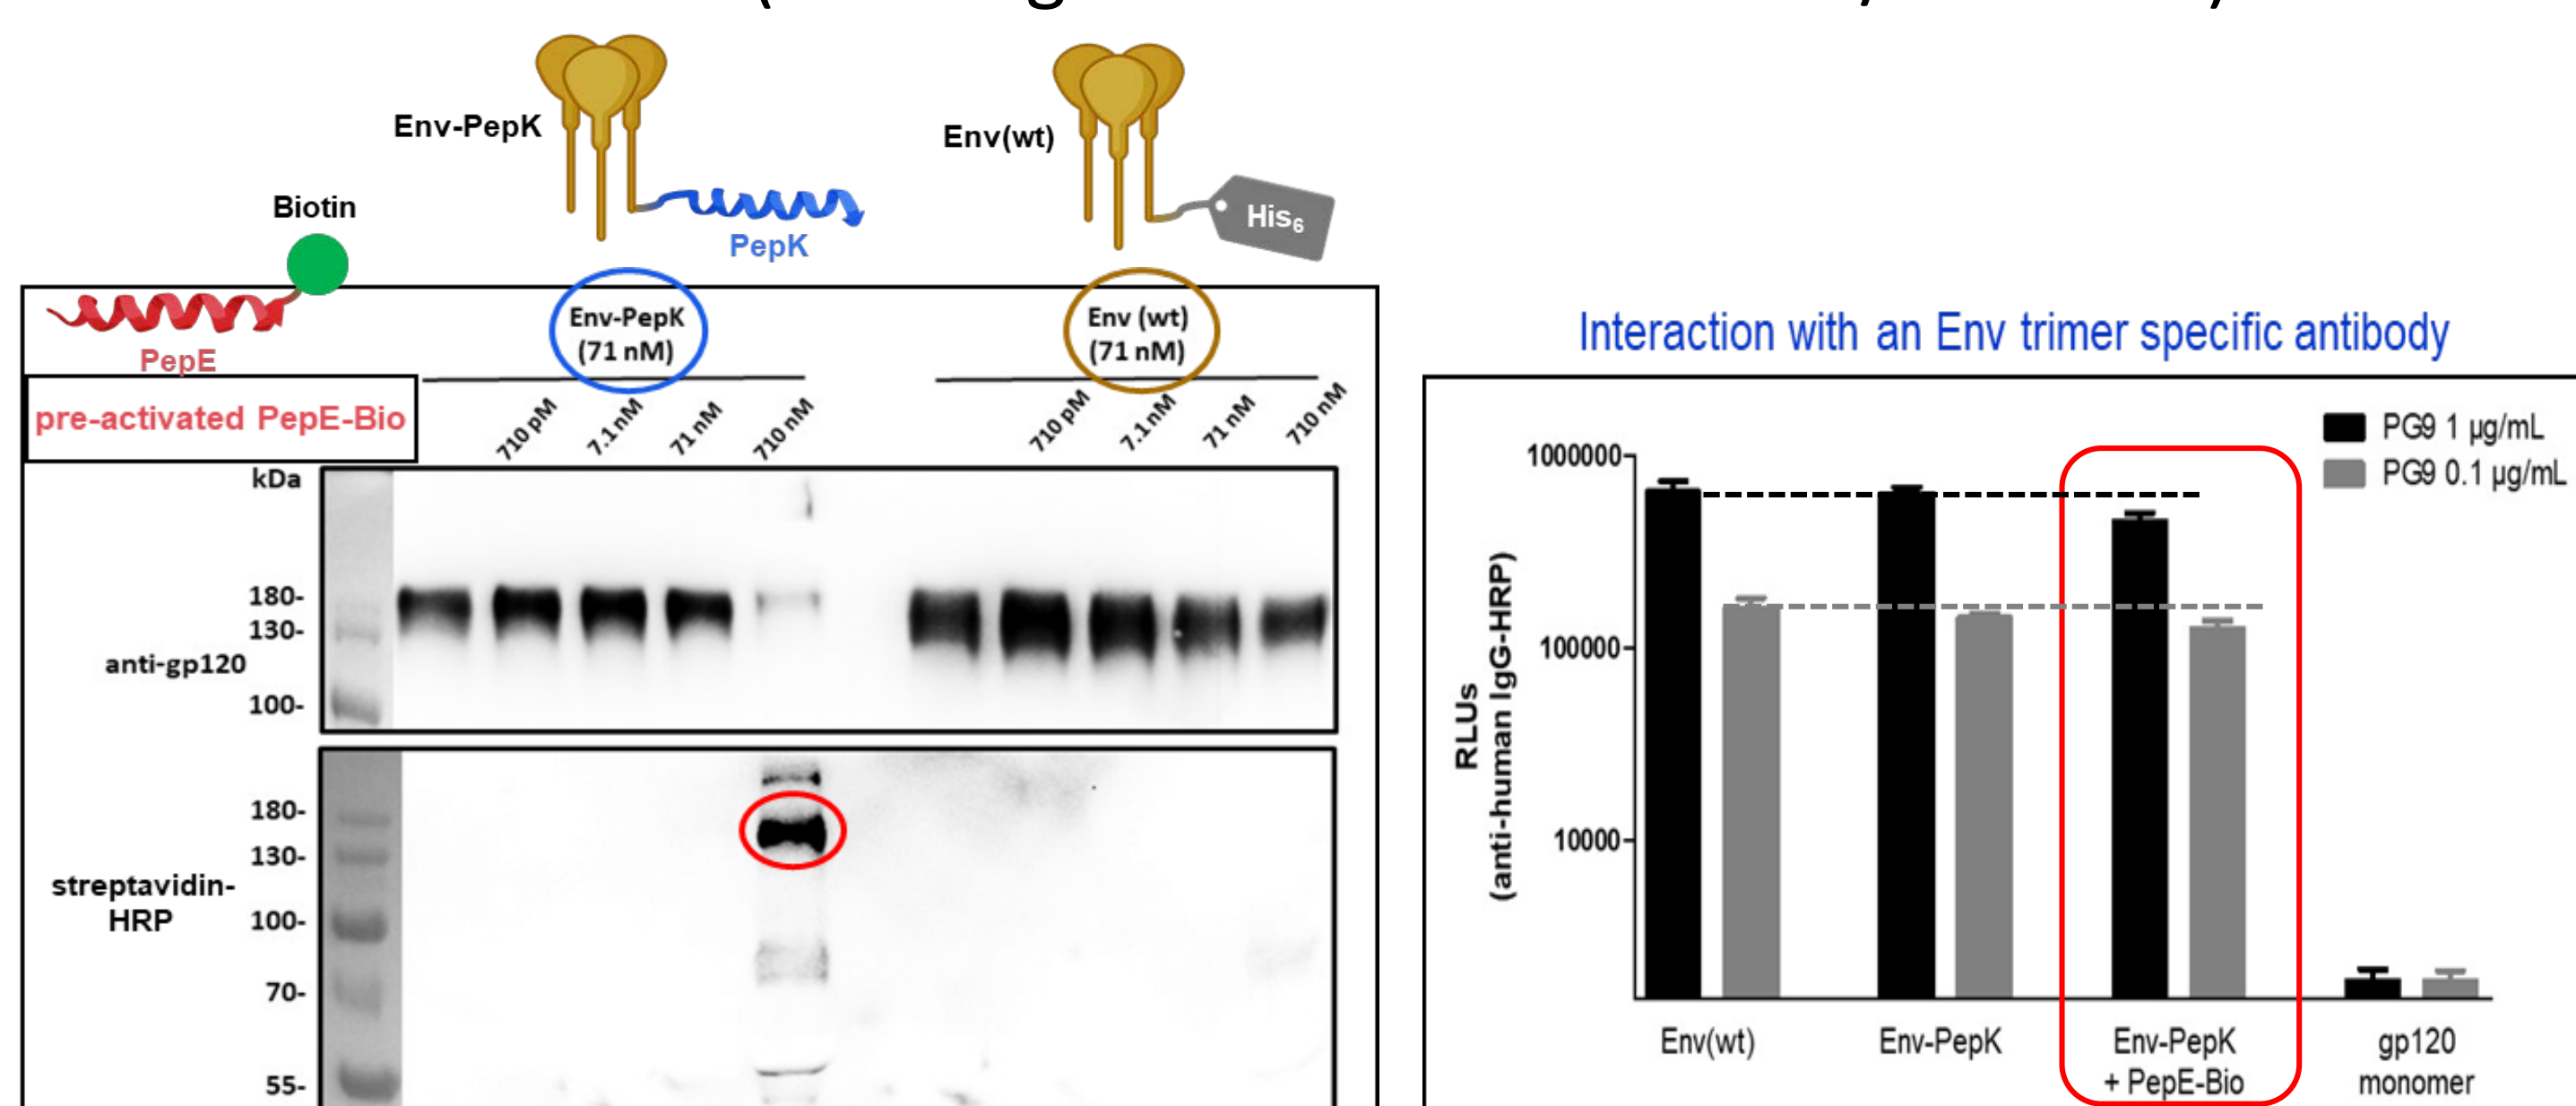 Env-PepK
Env(wt)
Biotin
PepK
His6
PepE
Env-PepK
(71 nM)
Env (wt)
(71 nM)
pre-activated PepE-Bio
710 pM
7.1 nM
71 nM
710 nM
710 pM
7.1 nM
71 nM
710 nM
kDa
180-
130-
anti-gp120
100-
180-
130-
streptavidin-
HRP
100-
70-
55-
Interaction with an Env trimer specific antibody
PG9 1 µg/mL
PG9 0.1 µg/mL
1000000
100000
10000
RLUs
(anti-human IgG-HRP)
Env(wt)
Env-PepK
Env-PepK
+ PepE-Bio
gp120
monomer